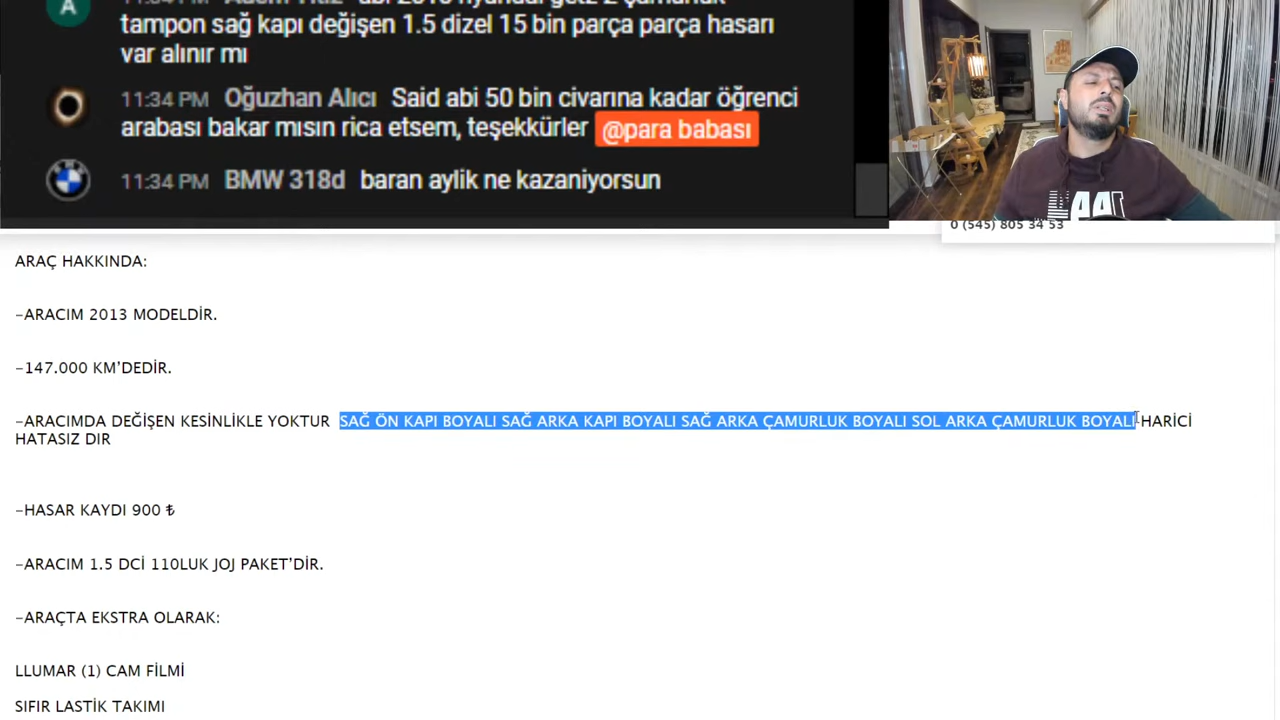 A
tampon sağ kapı değişen 1.5 dizel 15 bin parça parça hasarı
var alınır mı
11:34 PM Oğuzhan Alıcı Said abi 50 bin civarına kadar öğrenci
arabası bakar mısın rica etsem, teşekkürler @para babası
11:34 PM BMW 318d baran aylik ne kazaniyorsun
0 (545) 805 34 53
ARAÇ HAKKINDA:
-ARACIM 2013 MODELDİR.
-147.000 KM'DEDİR.
-ARACIMDA DEĞİŞEN KESİNLİKLE YOKTUR SAĞ ÖN KAPI BOYALI SAĞ ARKA KAPI BOYALI SAĞ ARKA ÇAMURLUK BOYALI SOL ARKA ÇAMURLUK BOYALI HARİCİ
HATASIZ DIR
-HASAR KAYDI 900 ₺
-ARACIM 1.5 DCİ 110LUK JOJ PAKET'DİR.
-ARAÇTA EKSTRA OLARAK:
LLUMAR (1) CAM FİLMİ
SIFIR LASTİK TAKIMI